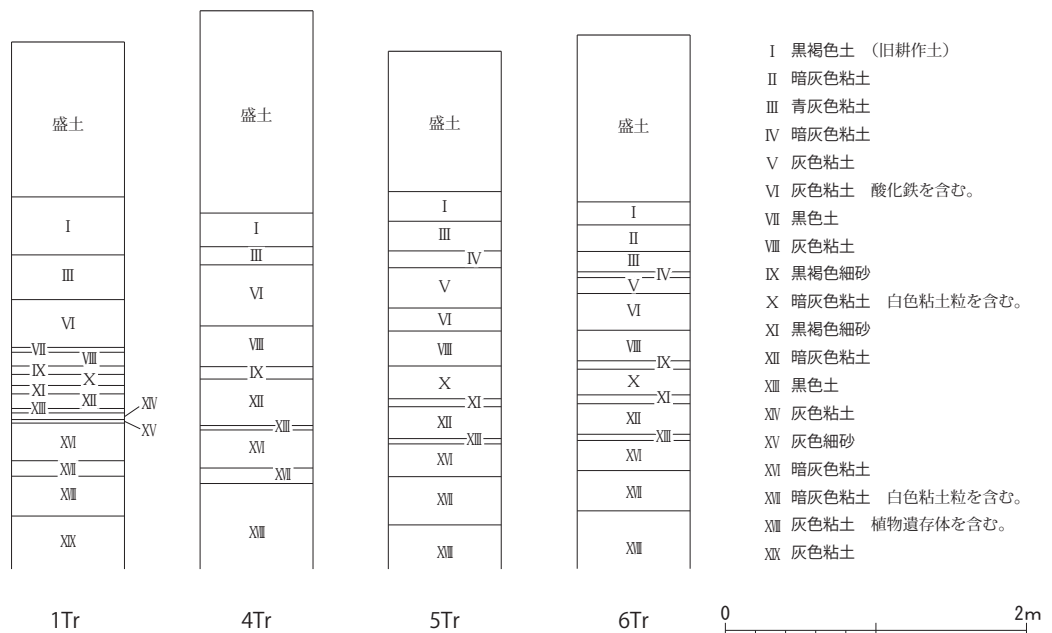 盛土
Ⅰ
Ⅲ
Ⅵ
Ⅶ
Ⅷ
Ⅸ
Ⅹ
Ⅺ
Ⅻ
XIII
XIV
XV
XVI
XVII
XVIII
XIX
1Tr
盛土
Ⅰ
Ⅲ
Ⅵ
Ⅷ
Ⅸ
Ⅻ
XIII
XVI
XVII
XVIII
4Tr
盛土
Ⅰ
Ⅲ
Ⅳ
Ⅴ
Ⅵ
Ⅷ
Ⅹ
Ⅺ
Ⅻ
XIII
XVI
XVII
XVIII
5Tr
盛土
Ⅰ
Ⅱ
Ⅲ
Ⅳ
Ⅴ
Ⅵ
Ⅷ
Ⅸ
Ⅹ
Ⅺ
Ⅻ
XIII
XVI
XVII
XVIII
6Tr
Ⅰ 黒褐色土 （旧耕作土）
Ⅱ 暗灰色粘土
Ⅲ 青灰色粘土
Ⅳ 暗灰色粘土
Ⅴ 灰色粘土
Ⅵ 灰色粘土 酸化鉄を含む。
Ⅶ 黒色土
Ⅷ 灰色粘土
Ⅸ 黒褐色細砂
Ⅹ 暗灰色粘土 白色粘土粒を含む。
Ⅺ 黒褐色細砂
Ⅻ 暗灰色粘土
XIII 黒色土
XIV 灰色粘土
XV 灰色細砂
XVI 暗灰色粘土
XVII 暗灰色粘土 白色粘土粒を含む。
XVIII 灰色粘土 植物遺存体を含む。
XIX 灰色粘土
0 2m